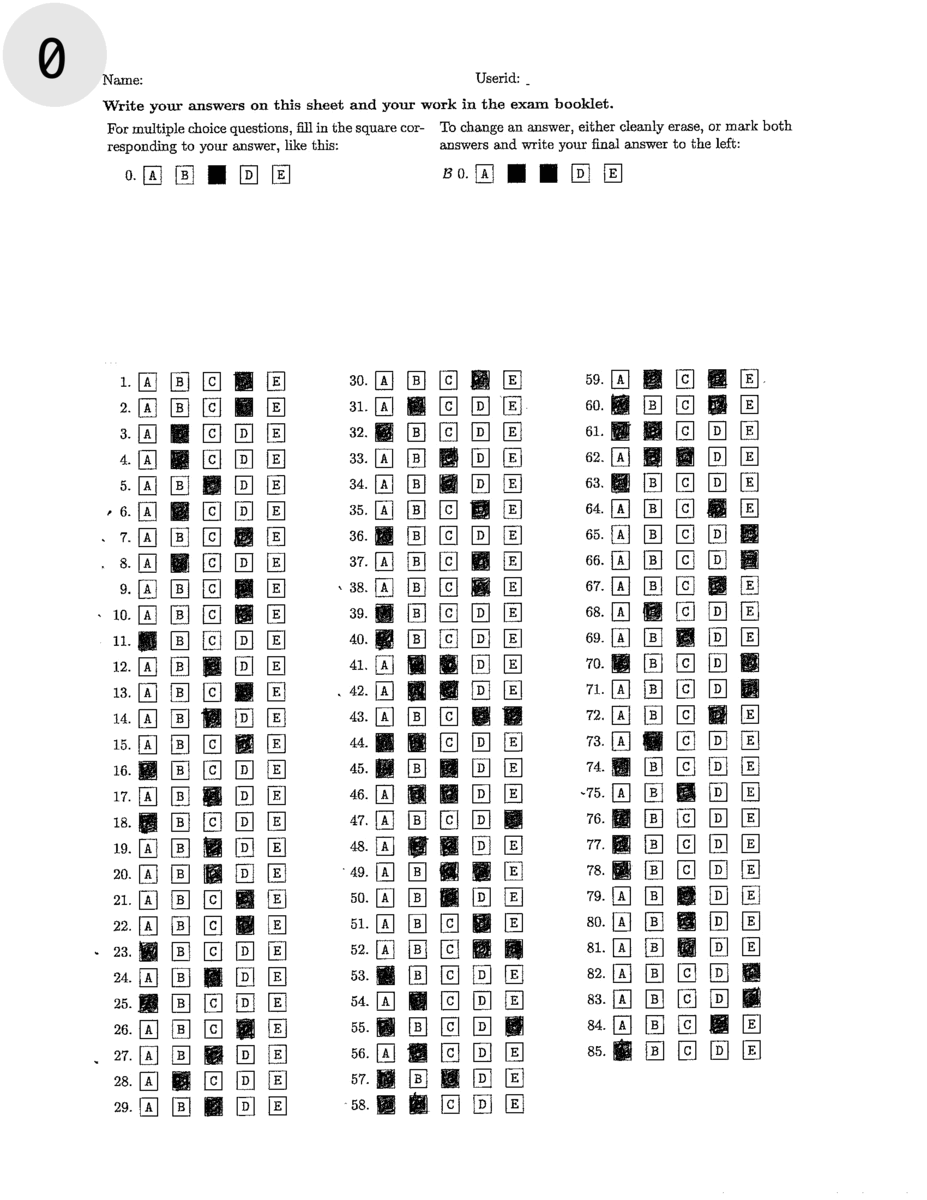 0
Name:
Userid: _
Write your answers on this sheet and your work in the exam booklet.
For multiple choice questions, fill in the square cor-
responding to your answer, like this:
To change an answer, either cleanly erase, or mark both
answers and write your final answer to the left:
0. A B D E
B 0. A D E
1. A B C E
2. A B C E
3. A C D E
4. A C D E
5. A B D E
6. A C D E
7. A B C E
8. A C D E
9. A B C E
10. A B C E
11. B C D E
12. A B D E
13. A B C E
14. A B D E
15. A B C E
16. B C D E
17. A B D E
18. B C D E
19. A B D E
20. A B D E
21. A B C E
22. A B C E
23. B C D E
24. A B D E
25. B C D E
26. A B C E
27. A B D E
28. A C D E
29. A B D E
30. A B C E
31. A C D E
32. B C D E
33. A B D E
34. A B D E
35. A B C E
36. B C D E
37. A B C E
38. A B C E
39. B C D E
40. B C D E
41. A D E
42. A D E
43. A B C
44. C D E
45. B D E
46. A D E
47. A B C D
48. A D E
49. A B E
50. A B D E
51. A B C E
52. A B C
53. B C D E
54. A C D E
55. B C D
56. A C D E
57. B D E
58. C D E
59. A C E
60. B C E
61. C D E
62. A D E
63. B C D E
64. A B C E
65. A B C D
66. A B C D
67. A B C E
68. A C D E
69. A B D E
70. B C D
71. A B C D
72. A B C E
73. A C D E
74. B C D E
75. A B D E
76. B C D E
77. B C D E
78. B C D E
79. A B D E
80. A B D E
81. A B D E
82. A B C D
83. A B C D
84. A B C E
85. B C D E